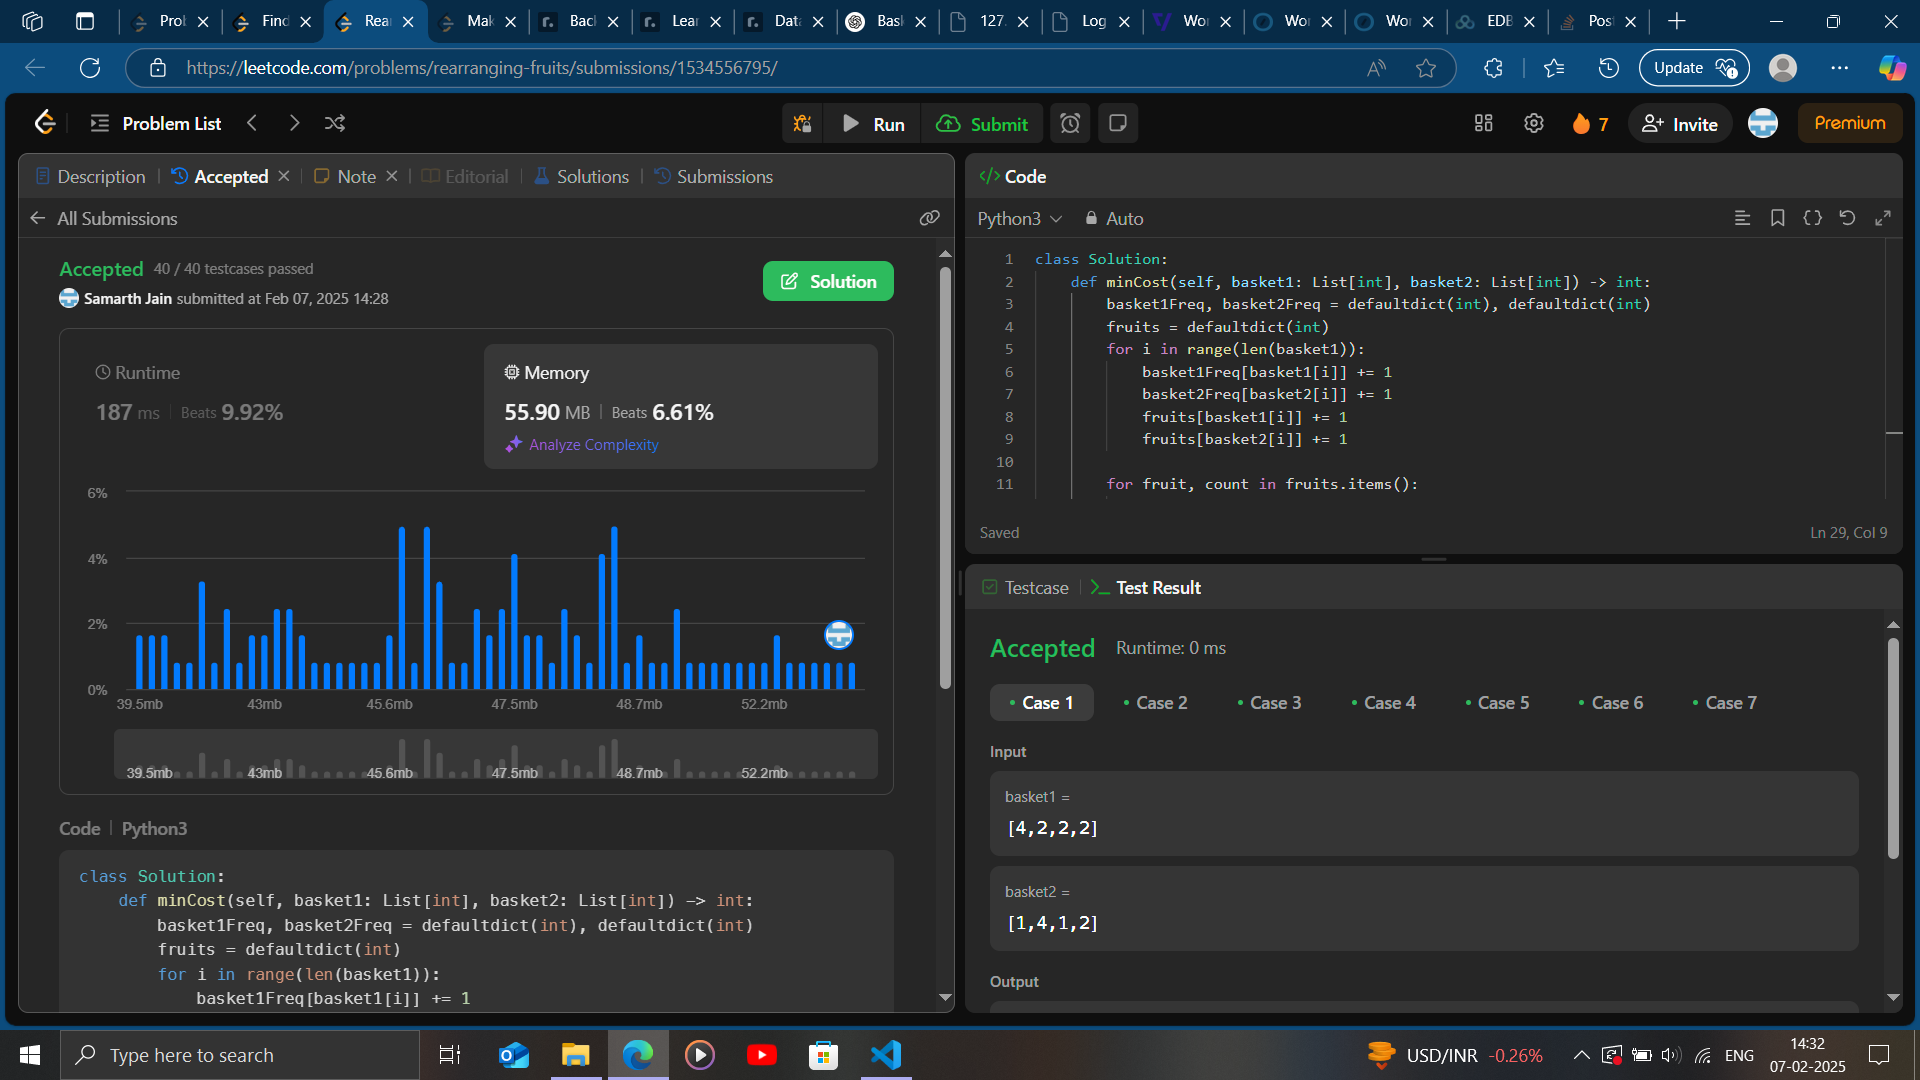 Prob
Find
Rear
Mak
Bacl
Lear
Data
Bask
127.
Log
Wor
Wor
Wor
EDB
Post
https://leetcode.com/problems/rearranging-fruits/submissions/1534556795/
Update
Problem List
Run
Submit
7
Invite
Premium
Description
Accepted
Note
Editorial
Solutions
Submissions
All Submissions
Accepted 40 / 40 testcases passed
Samarth Jain submitted at Feb 07, 2025 14:28
Solution
Runtime
187 ms Beats 9.92%
Memory
55.90 MB Beats 6.61%
Analyze Complexity
6%
4%
2%
0%
39.5mb 43mb 45.6mb 47.5mb 48.7mb 52.2mb
39.5mb 43mb 45.6mb 47.5mb 48.7mb 52.2mb
Code | Python3
class Solution:
def minCost(self, basket1: List[int], basket2: List[int]) -> int:
basket1Freq, basket2Freq = defaultdict(int), defaultdict(int)
fruits = defaultdict(int)
for i in range(len(basket1)):
basket1Freq[basket1[i]] += 1
Code
Python3 Auto
1 class Solution:
2 def minCost(self, basket1: List[int], basket2: List[int]) -> int:
3 basket1Freq, basket2Freq = defaultdict(int), defaultdict(int)
4 fruits = defaultdict(int)
5 for i in range(len(basket1)):
6 basket1Freq[basket1[i]] += 1
7 basket2Freq[basket2[i]] += 1
8 fruits[basket1[i]] += 1
9 fruits[basket2[i]] += 1
10
11 for fruit, count in fruits.items():
Saved
Ln 29, Col 9
Testcase
Test Result
Accepted Runtime: 0 ms
Case 1 Case 2 Case 3 Case 4 Case 5 Case 6 Case 7
Input
basket1 =
[4,2,2,2]
basket2 =
[1,4,1,2]
Output
Type here to search
USD/INR -0.26%
ENG
14:32
07-02-2025